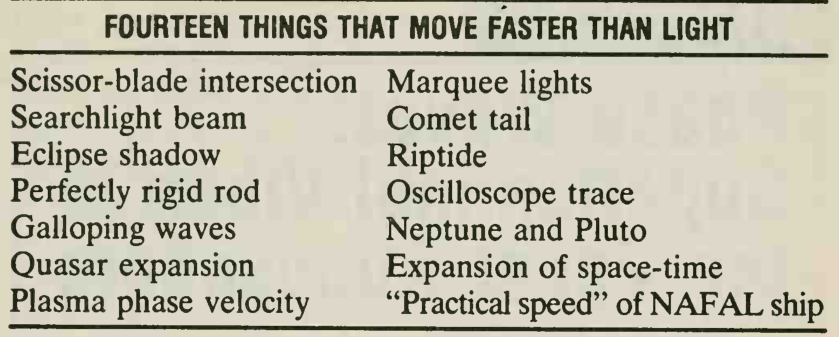 FOURTEEN THINGS THAT MOVE FASTER THAN LIGHT
Scissor-blade intersection
Searchlight beam
Eclipse shadow
Perfectly rigid rod
Galloping waves
Quasar expansion
Plasma phase velocity
Marquee lights
Comet tail
Riptide
Oscilloscope trace
Neptune and Pluto
Expansion of space-time
“Practical speed” of NAFAL ship